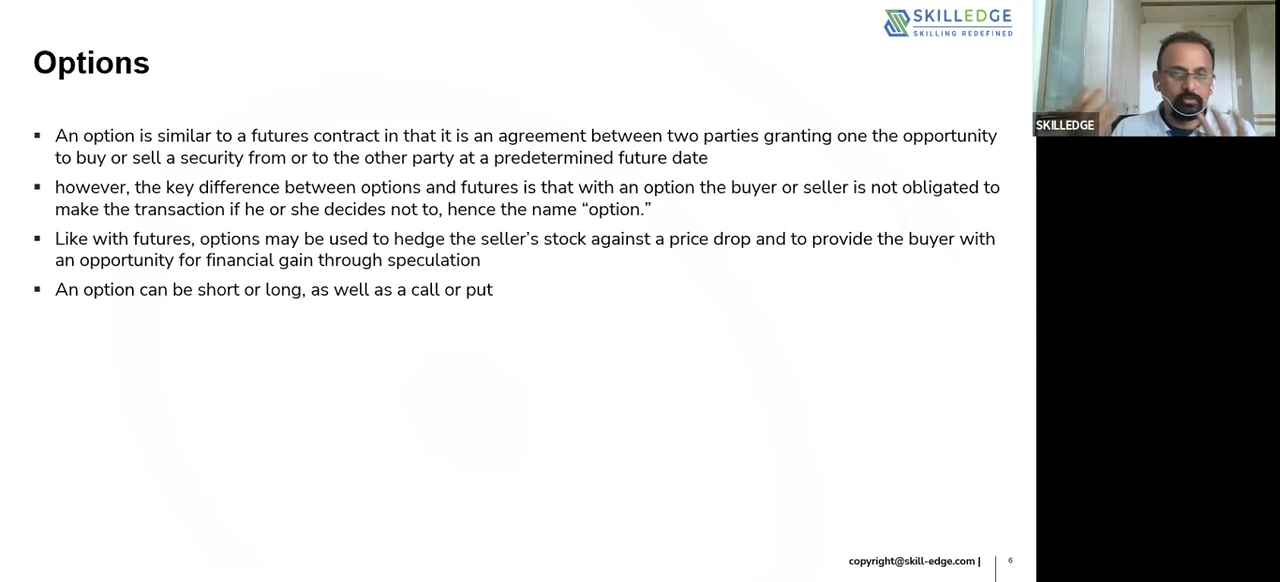 SKILLEDGE
SKILLING REDEFINED
SKILLEDGE
Options
▪ An option is similar to a futures contract in that it is an agreement between two parties granting one the opportunity
to buy or sell a security from or to the other party at a predetermined future date
▪ however, the key difference between options and futures is that with an option the buyer or seller is not obligated to
make the transaction if he or she decides not to, hence the name “option.”
▪ Like with futures, options may be used to hedge the seller’s stock against a price drop and to provide the buyer with
an opportunity for financial gain through speculation
▪ An option can be short or long, as well as a call or put
copyright@skill-edge.com | 6